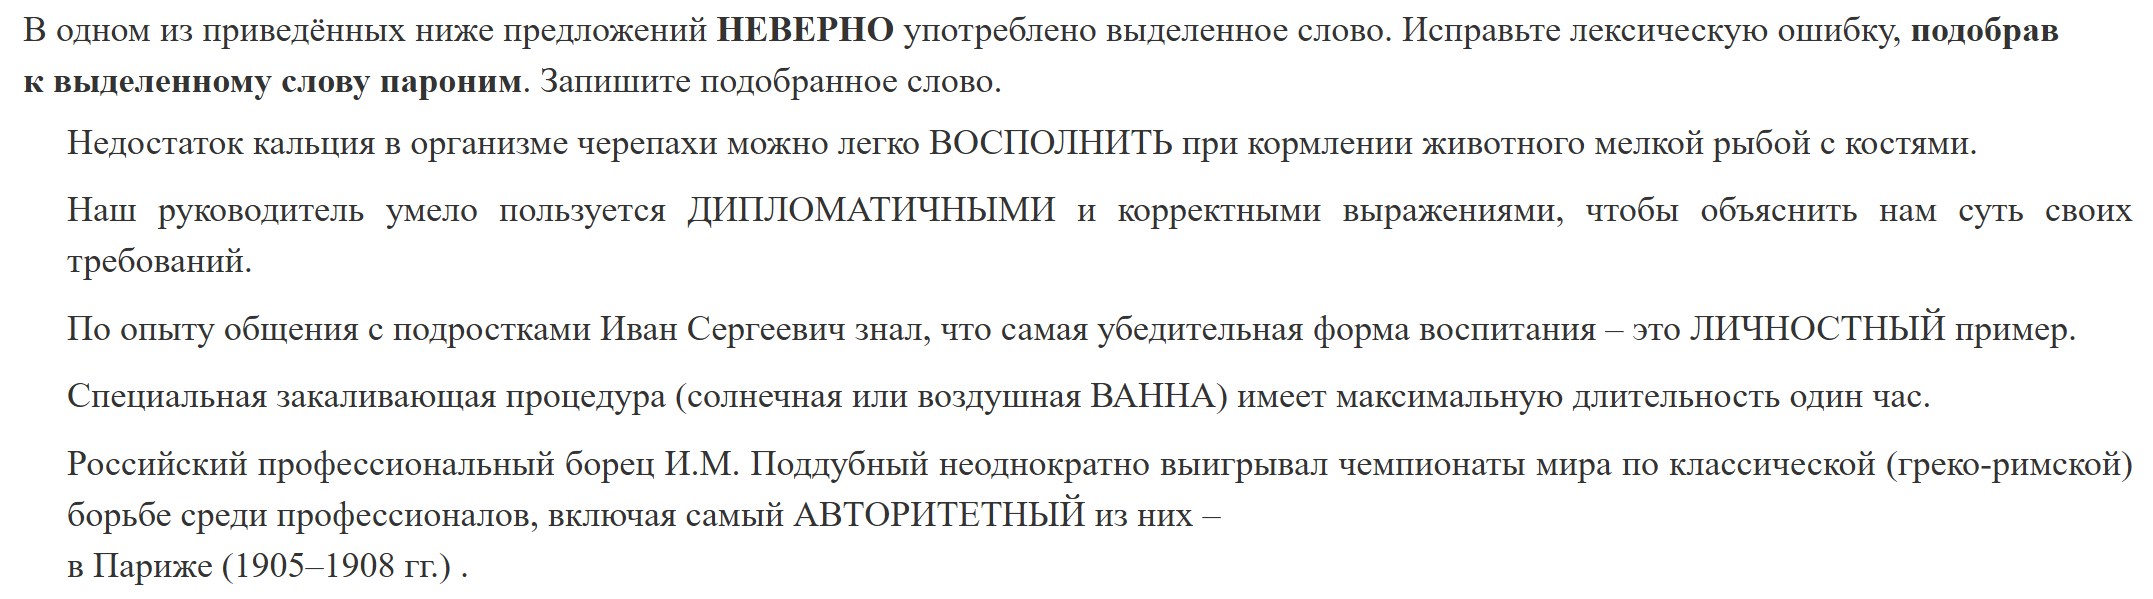 В одном из приведённых ниже предложений НЕВЕРНО употреблено выделенное слово. Исправьте лексическую ошибку, подобрав
к выделенному слову пароним. Запишите подобранное слово.
Недостаток кальция в организме черепахи можно легко ВОСПОЛНИТЬ при кормлении животного мелкой рыбой с костями.
Наш руководитель умело пользуется ДИПЛОМАТИЧНЫМИ и корректными выражениями, чтобы объяснить нам суть своих
требований.
По опыту общения с подростками Иван Сергеевич знал, что самая убедительная форма воспитания – это ЛИЧНОСТНЫЙ пример.
Специальная закаливающая процедура (солнечная или воздушная ВАННА) имеет максимальную длительность один час.
Российский профессиональный борец И.М. Поддубный неоднократно выигрывал чемпионаты мира по классической (греко-римской)
борьбе среди профессионалов, включая самый АВТОРИТЕТНЫЙ из них –
в Париже (1905–1908 гг.) .